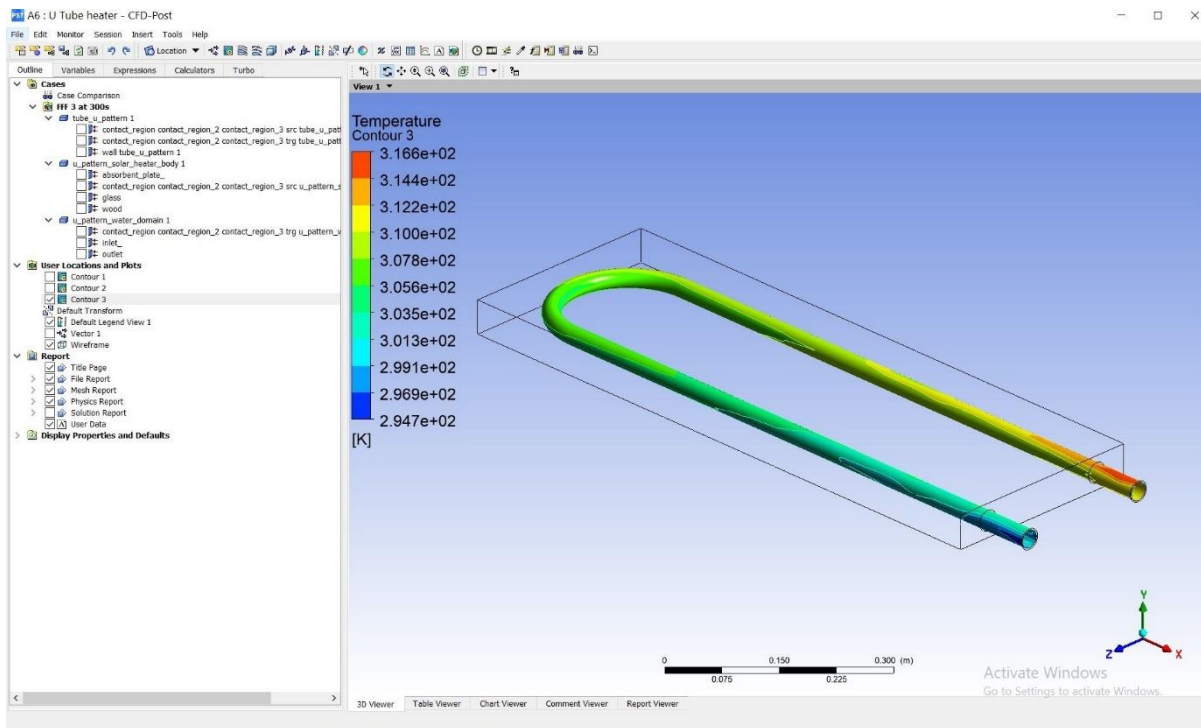 PST A6 : U Tube heater - CFD-Post
File Edit Monitor Session Insert Tools Help
Location
Outline Variables Expressions Calculators Turbo
Cases
Case Comparison
FFF 3 at 300s
tube_u_pattern 1
contact_region contact_region_2 contact_region_3 src tube_u_patt
contact_region contact_region_2 contact_region_3 trg tube_u_patt
wall tube_u_pattern 1
u_pattern_solar_heater_body 1
absorbent_plate_
contact_region contact_region_2 contact_region_3 src u_pattern_s
glass
wood
u_pattern_water_domain 1
contact_region contact_region_2 contact_region_3 trg u_pattern_w
inlet_
outlet
User Locations and Plots
Contour 1
Contour 2
Contour 3
Default Transform
Default Legend View 1
Vector 1
Wireframe
Report
Title Page
File Report
Mesh Report
Physics Report
Solution Report
User Data
Display Properties and Defaults
View 1
Temperature
Contour 3
3.166e+02
3.144e+02
3.122e+02
3.100e+02
3.078e+02
3.056e+02
3.035e+02
3.013e+02
2.991e+02
2.969e+02
2.947e+02
[K]
0 0.150 0.300 (m)
0.075 0.225
Y
Z X
Activate Windows
Go to Settings to activate Windows.
3D Viewer Table Viewer Chart Viewer Comment Viewer Report Viewer